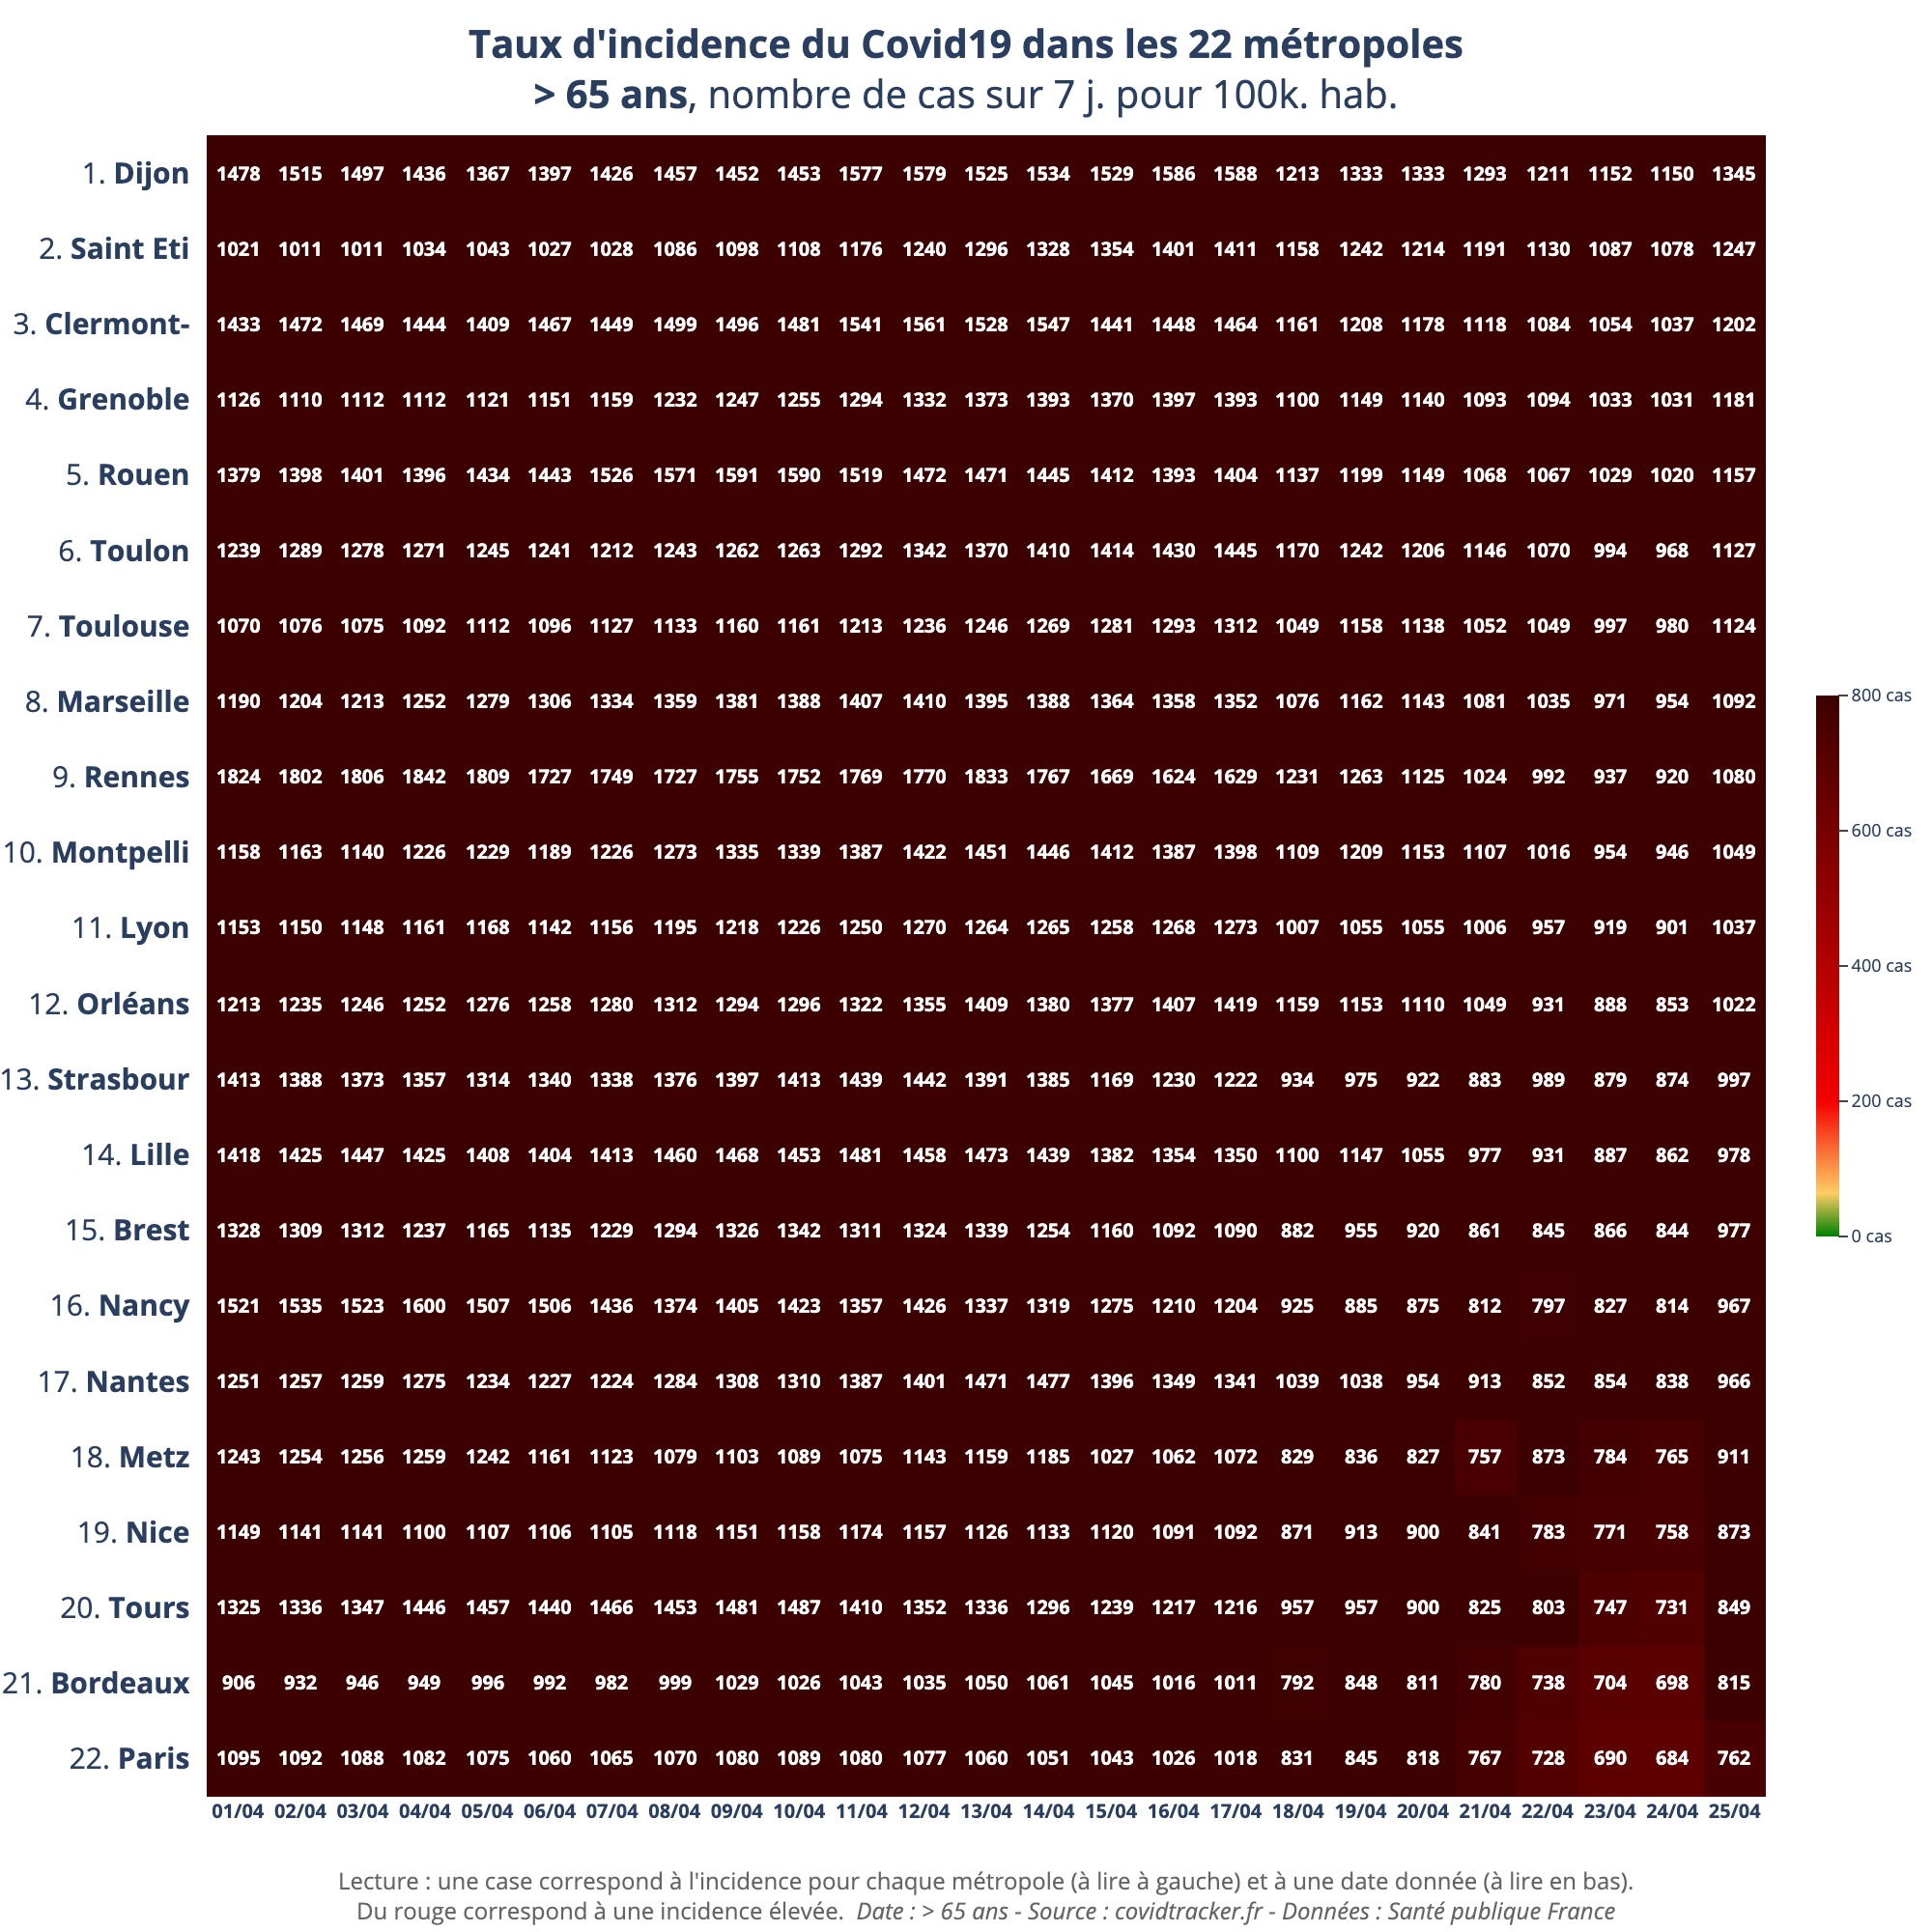 Taux d'incidence du Covid19 dans les 22 métropoles
> 65 ans, nombre de cas sur 7 j. pour 100k. hab.
1. Dijon 1478 1515 1497 1436 1367 1397 1426 1457 1452 1453 1577 1579 1525 1534 1529 1586 1588 1213 1333 1333 1293 1211 1152 1150 1345
2. Saint Eti 1021 1011 1011 1034 1043 1027 1028 1086 1098 1108 1176 1240 1296 1328 1354 1401 1411 1158 1242 1214 1191 1130 1087 1078 1247
3. Clermont- 1433 1472 1469 1444 1409 1467 1449 1499 1496 1481 1541 1561 1528 1547 1441 1448 1464 1161 1208 1178 1118 1084 1054 1037 1202
4. Grenoble 1126 1110 1112 1112 1121 1151 1159 1232 1247 1255 1294 1332 1373 1393 1370 1397 1393 1100 1149 1140 1093 1094 1033 1031 1181
5. Rouen 1379 1398 1401 1396 1434 1443 1526 1571 1591 1590 1519 1472 1471 1445 1412 1393 1404 1137 1199 1149 1068 1067 1029 1020 1157
6. Toulon 1239 1289 1278 1271 1245 1241 1212 1243 1262 1263 1292 1342 1370 1410 1414 1430 1445 1170 1242 1206 1146 1070 994 968 1127
7. Toulouse 1070 1076 1075 1092 1112 1096 1127 1133 1160 1161 1213 1236 1246 1269 1281 1293 1312 1049 1158 1138 1052 1049 997 980 1124
8. Marseille 1190 1204 1213 1252 1279 1306 1334 1359 1381 1388 1407 1410 1395 1388 1364 1358 1352 1076 1162 1143 1081 1035 971 954 1092
9. Rennes 1824 1802 1806 1842 1809 1727 1749 1727 1755 1752 1769 1770 1833 1767 1669 1624 1629 1231 1263 1125 1024 992 937 920 1080
10. Montpelli 1158 1163 1140 1226 1229 1189 1226 1273 1335 1339 1387 1422 1451 1446 1412 1387 1398 1109 1209 1153 1107 1016 954 946 1049
11. Lyon 1153 1150 1148 1161 1168 1142 1156 1195 1218 1226 1250 1270 1264 1265 1258 1268 1273 1007 1055 1055 1006 957 919 901 1037
12. Orléans 1213 1235 1246 1252 1276 1258 1280 1312 1294 1296 1322 1355 1409 1380 1377 1407 1419 1159 1153 1110 1049 931 888 853 1022
13. Strasbour 1413 1388 1373 1357 1314 1340 1338 1376 1397 1413 1439 1442 1391 1385 1169 1230 1222 934 975 922 883 989 879 874 997
14. Lille 1418 1425 1447 1425 1408 1404 1413 1460 1468 1453 1481 1458 1473 1439 1382 1354 1350 1100 1147 1055 977 931 887 862 978
15. Brest 1328 1309 1312 1237 1165 1135 1229 1294 1326 1342 1311 1324 1339 1254 1160 1092 1090 882 955 920 861 845 866 844 977
16. Nancy 1521 1535 1523 1600 1507 1506 1436 1374 1405 1423 1357 1426 1337 1319 1275 1210 1204 925 885 875 812 797 827 814 967
17. Nantes 1251 1257 1259 1275 1234 1227 1224 1284 1308 1310 1387 1401 1471 1477 1396 1349 1341 1039 1038 954 913 852 854 838 966
18. Metz 1243 1254 1256 1259 1242 1161 1123 1079 1103 1089 1075 1143 1159 1185 1027 1062 1072 829 836 827 757 873 784 765 911
19. Nice 1149 1141 1141 1100 1107 1106 1105 1118 1151 1158 1174 1157 1126 1133 1120 1091 1092 871 913 900 841 783 771 758 873
20. Tours 1325 1336 1347 1446 1457 1440 1466 1453 1481 1487 1410 1352 1336 1296 1239 1217 1216 957 957 900 825 803 747 731 849
21. Bordeaux 906 932 946 949 996 992 982 999 1029 1026 1043 1035 1050 1061 1045 1016 1011 792 848 811 780 738 704 698 815
22. Paris 1095 1092 1088 1082 1075 1060 1065 1070 1080 1089 1080 1077 1060 1051 1043 1026 1018 831 845 818 767 728 690 684 762
01/04 02/04 03/04 04/04 05/04 06/04 07/04 08/04 09/04 10/04 11/04 12/04 13/04 14/04 15/04 16/04 17/04 18/04 19/04 20/04 21/04 22/04 23/04 24/04 25/04
800 cas
600 cas
400 cas
200 cas
0 cas
Lecture : une case correspond à l'incidence pour chaque métropole (à lire à gauche) et à une date donnée (à lire en bas).
Du rouge correspond à une incidence élevée. Date : > 65 ans - Source : covidtracker.fr - Données : Santé publique France